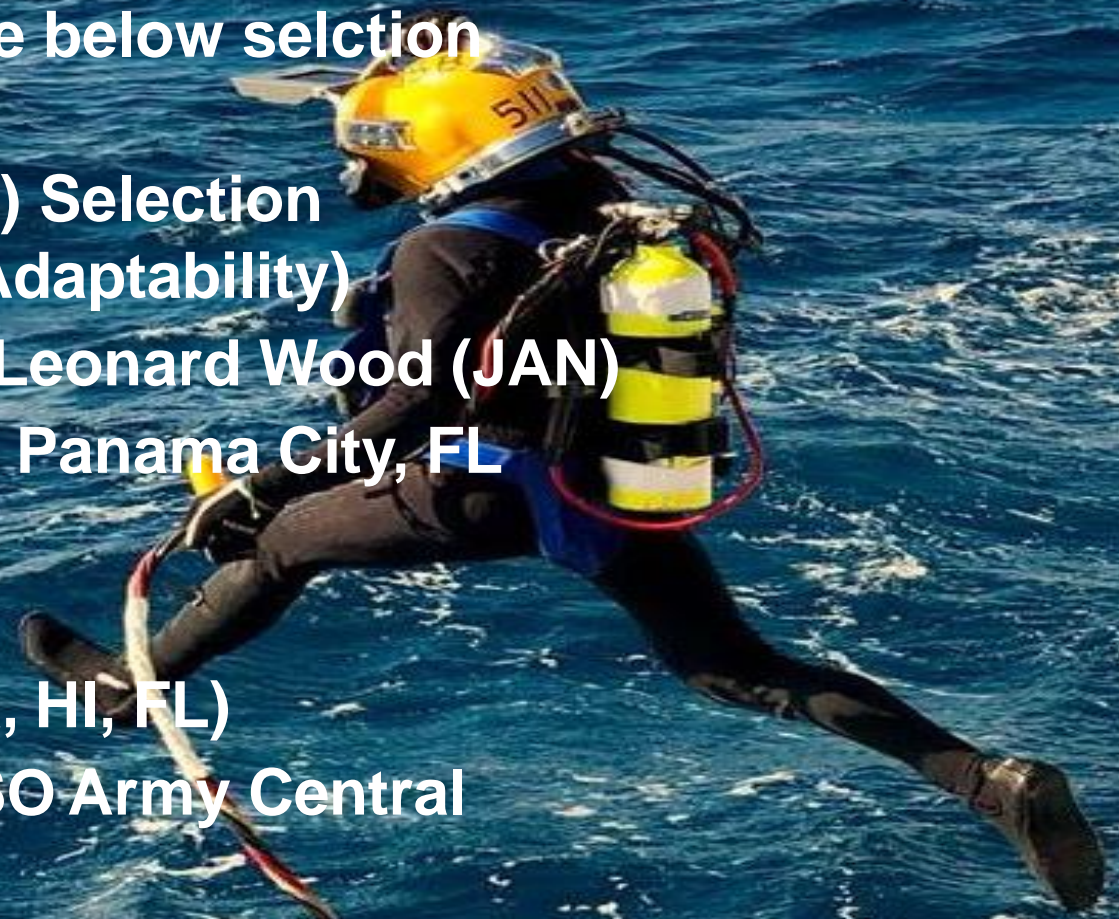 e below selction
511
) Selection
Adaptability)
Leonard Wood (JAN)
Panama City, FL
, HI, FL)
SO Army Central